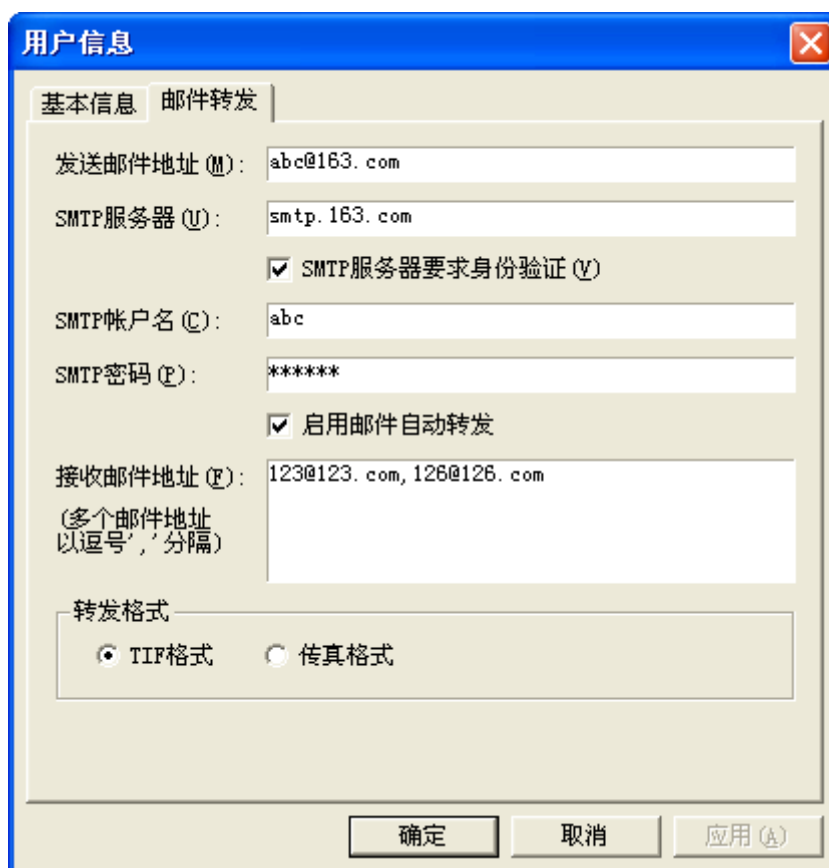 用户信息
基本信息 邮件转发
发送邮件地址(M): abc@163.com
SMTP服务器(U): smtp.163.com
SMTP服务器要求身份验证(V)
SMTP帐户名(C): abc
SMTP密码(P): ******
启用邮件自动转发
接收邮件地址(F): 123@123.com,126@126.com
(多个邮件地址
以逗号','分隔)
转发格式
TIF格式 传真格式
确定 取消 应用(A)